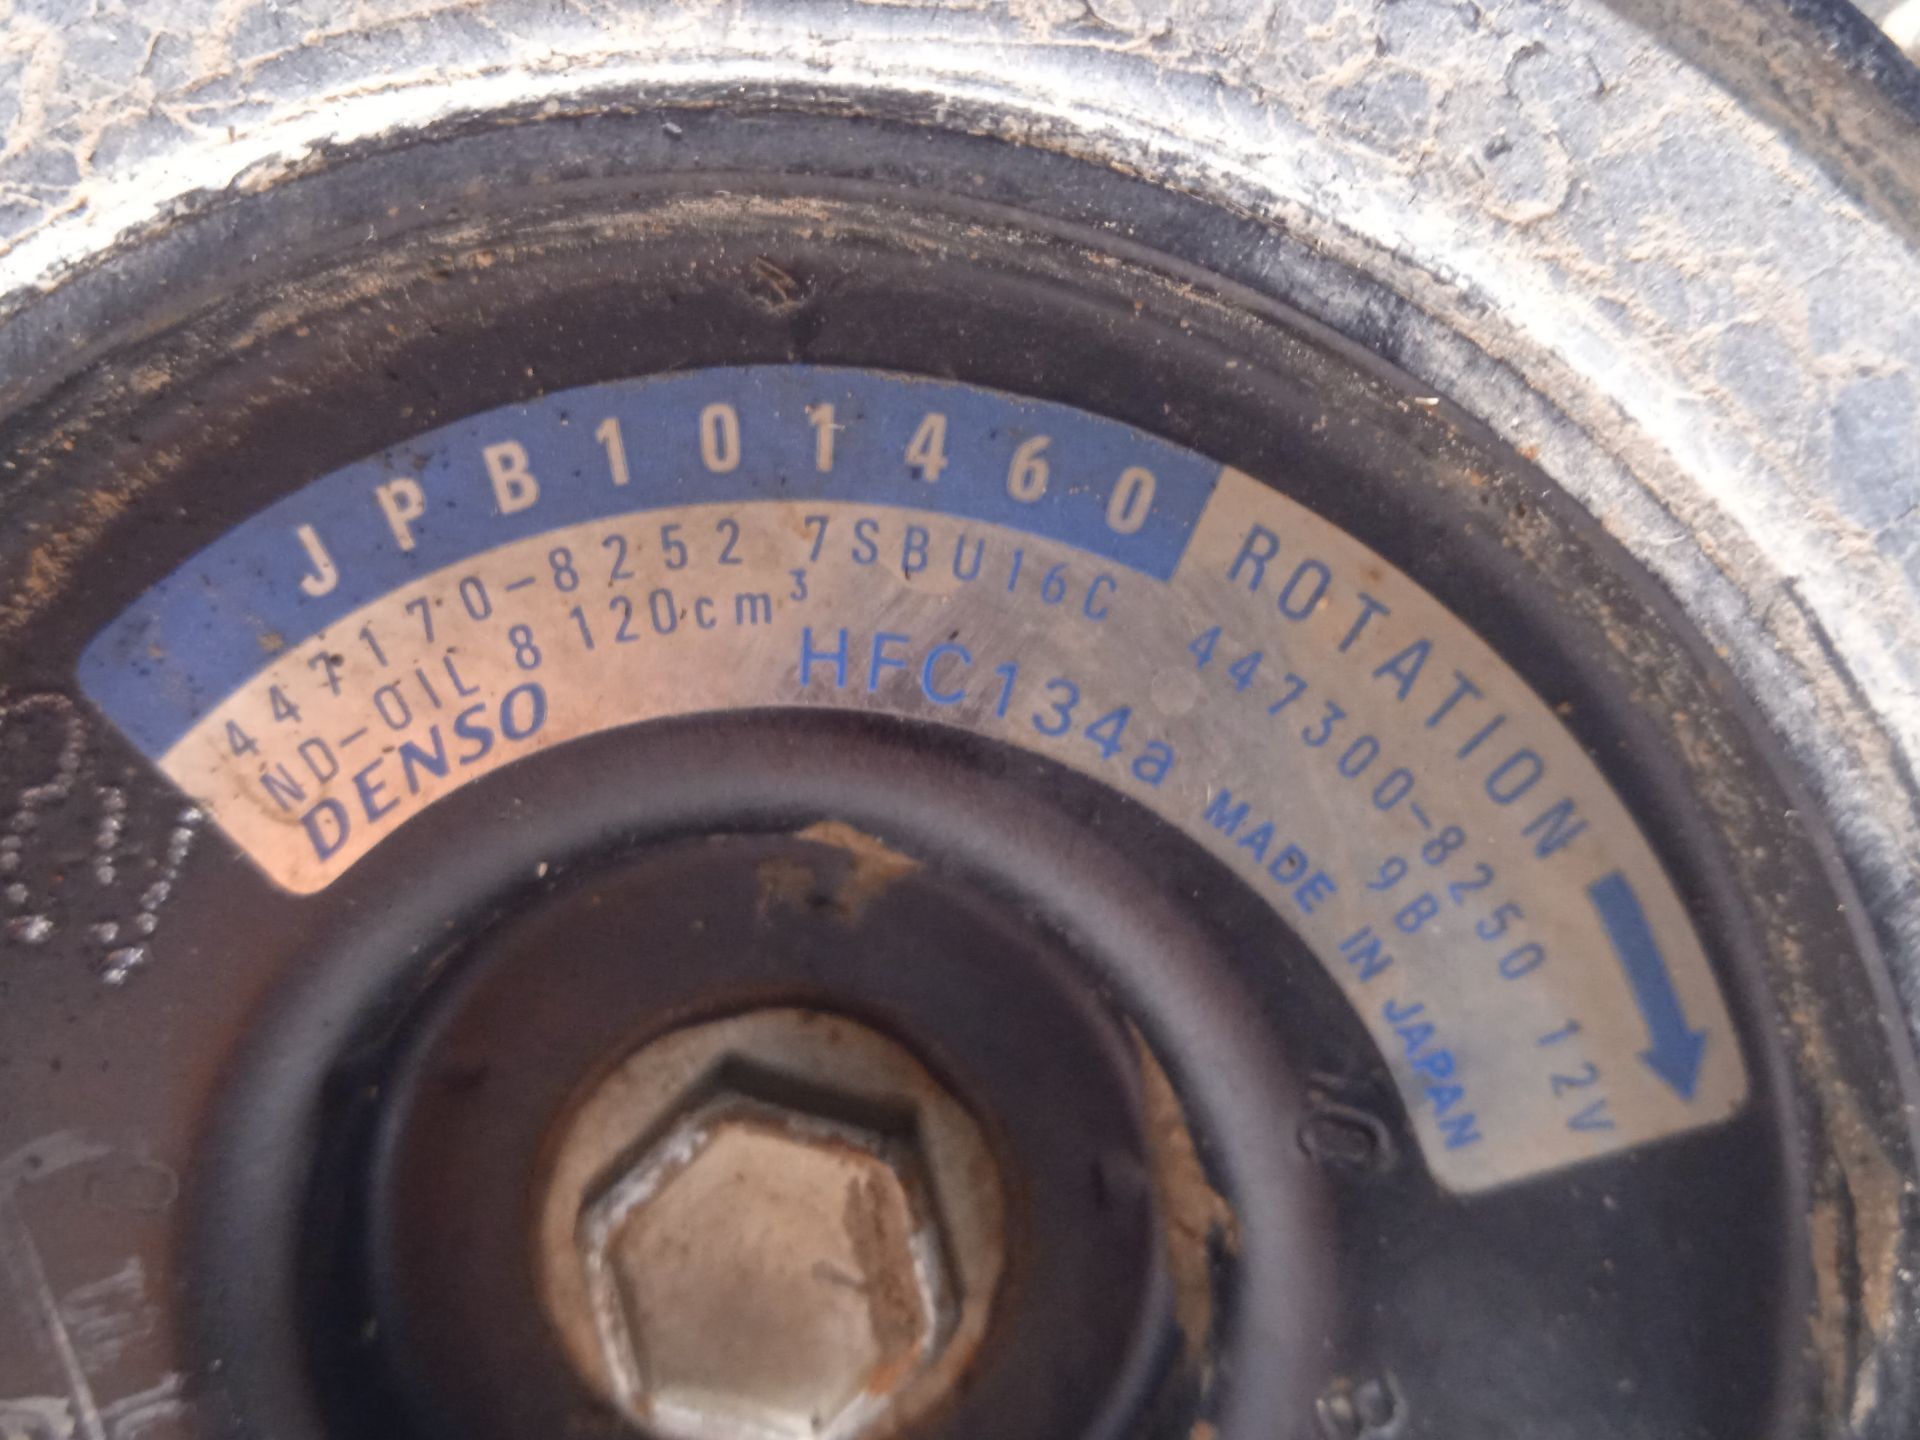 JPB101460
ROTATION
447170-8252 7SBU16C 447300-8250 12V
ND-OIL 8 120cm³
9B
DENSO
HFC134a
MADE IN JAPAN